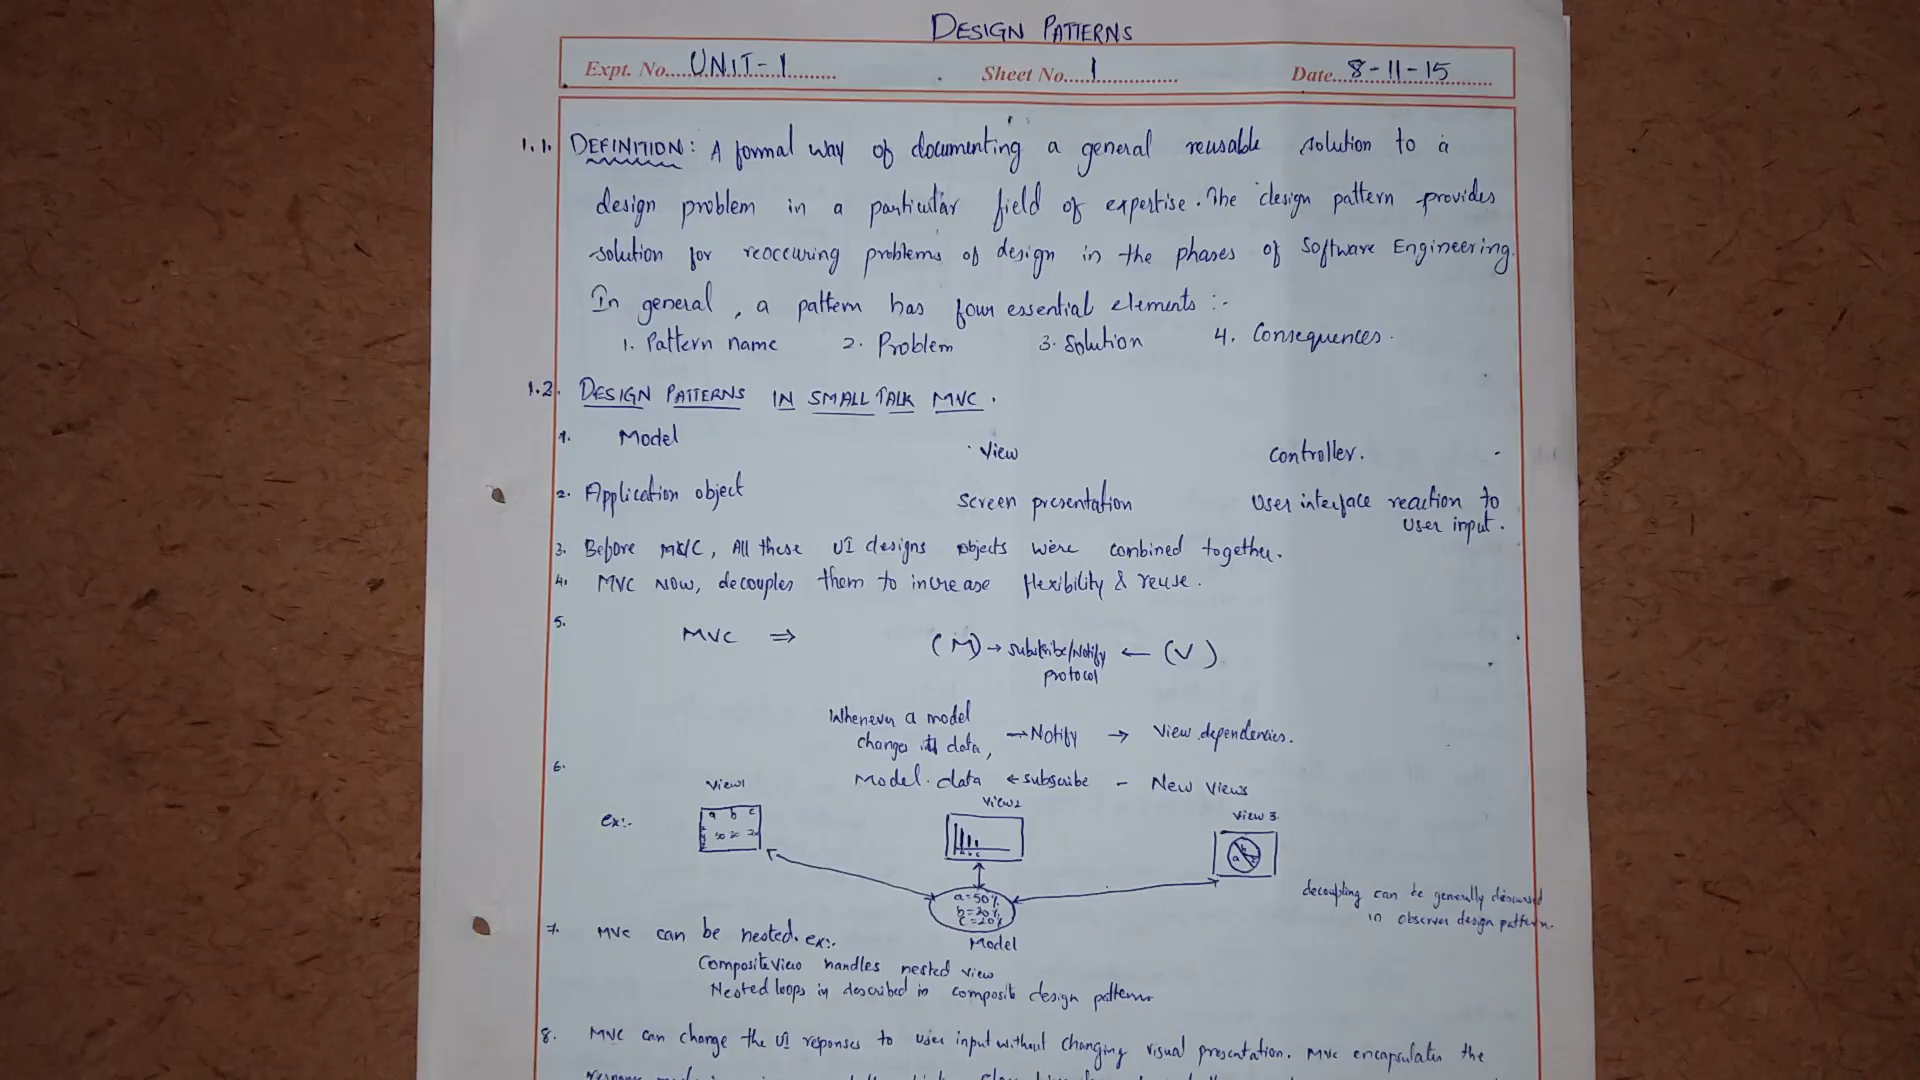 DESIGN PATTERNS
Expt. No. UNIT-1 Sheet No. 1 Date 8-11-15
1.1. DEFINITION: A formal way of documenting a general reusable solution to a
design problem in a particular field of expertise. The design pattern provides
solution for reoccuring problems of design in the phases of Software Engineering.
In general, a pattern has four essential elements :-
1. Pattern name 2. Problem 3. Solution 4. Consequences.
1.2. DESIGN PATTERNS IN SMALL TALK MVC.
1. Model View Controller.
2. Application object Screen presentation User interface reaction to
User input.
3. Before MVC, All these UI designs objects were combined together.
4. MVC NOW, decouples them to increase flexibility & reuse.
5. MVC ⇒ (M) → subscribe/Notify ← (V)
protocol
Whenever a model
changes its data, → Notify → View dependencies.
6. Model data ← subscribe - New Views
View1 View2 View 3
ex:-
a b c
a b c
a=50%
b=20%
c=20%
Model
decoupling can be generally discussed
in observer design pattern.
7. MVC can be nested. ex:-
Composite View handles nested view
Nested loops is described in composite design pattern
8. MVC can change the UI reponses to user input without changing visual presentation. MVC encapsulates the